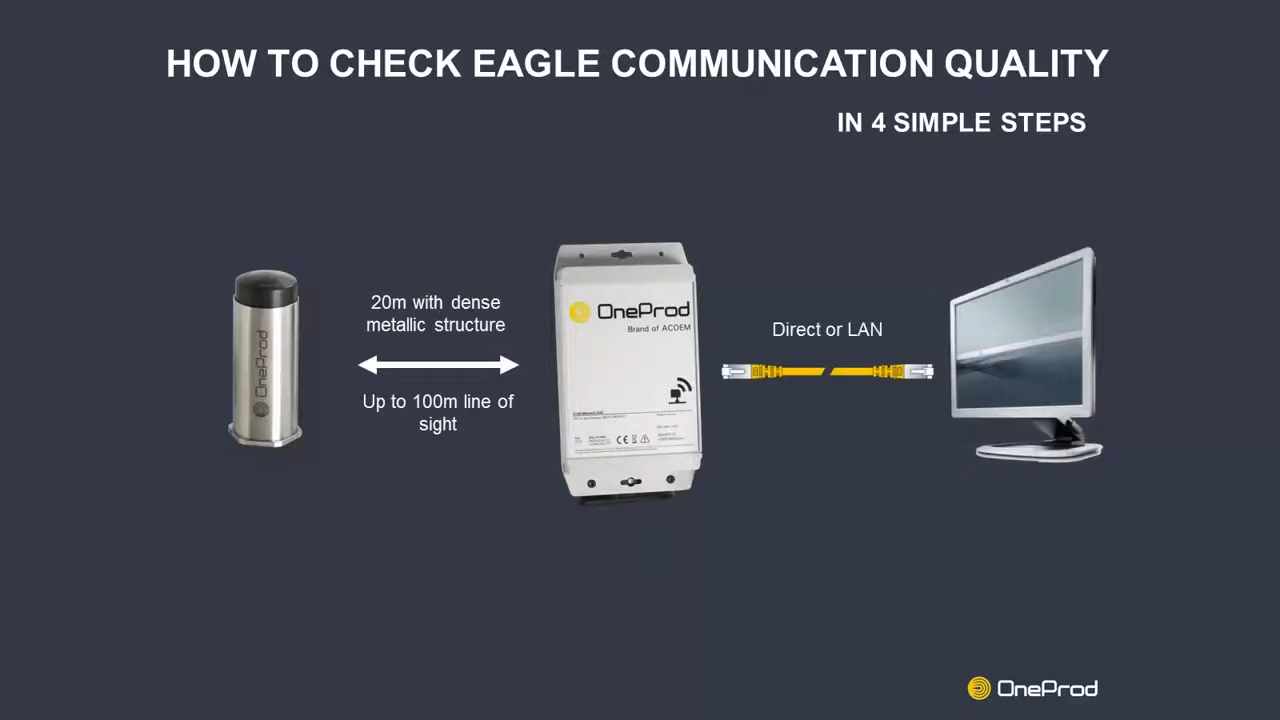 HOW TO CHECK EAGLE COMMUNICATION QUALITY
IN 4 SIMPLE STEPS
OneProd
20m with dense
metallic structure
Up to 100m line of
sight
OneProd
Brand of ACOEM
CE
Direct or LAN
OneProd